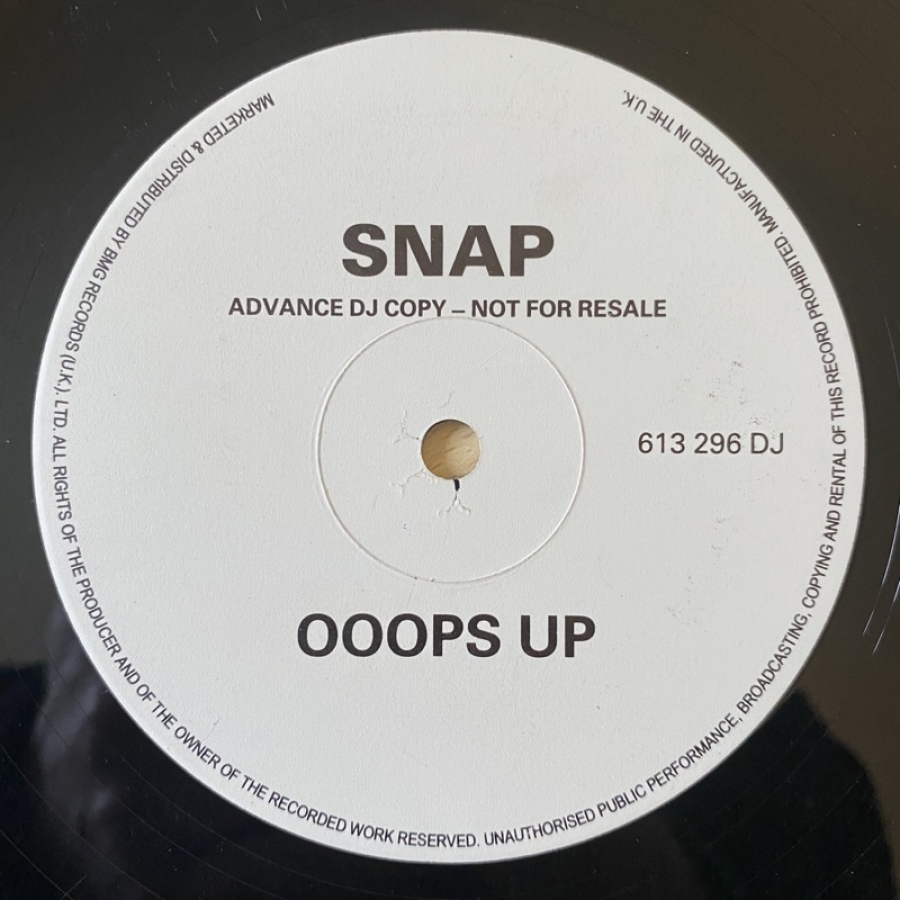 SNAP
ADVANCE DJ COPY – NOT FOR RESALE
613 296 DJ
OOOPS UP
MARKETED & DISTRIBUTED BY BMG RECORDS (U.K.). LTD. ALL RIGHTS OF THE PRODUCER AND OF THE OWNER OF THE RECORDED WORK RESERVED. UNAUTHORISED PUBLIC PERFORMANCE, BROADCASTING, COPYING AND RENTAL OF THIS RECORD PROHIBITED. MANUFACTURED IN THE U.K.